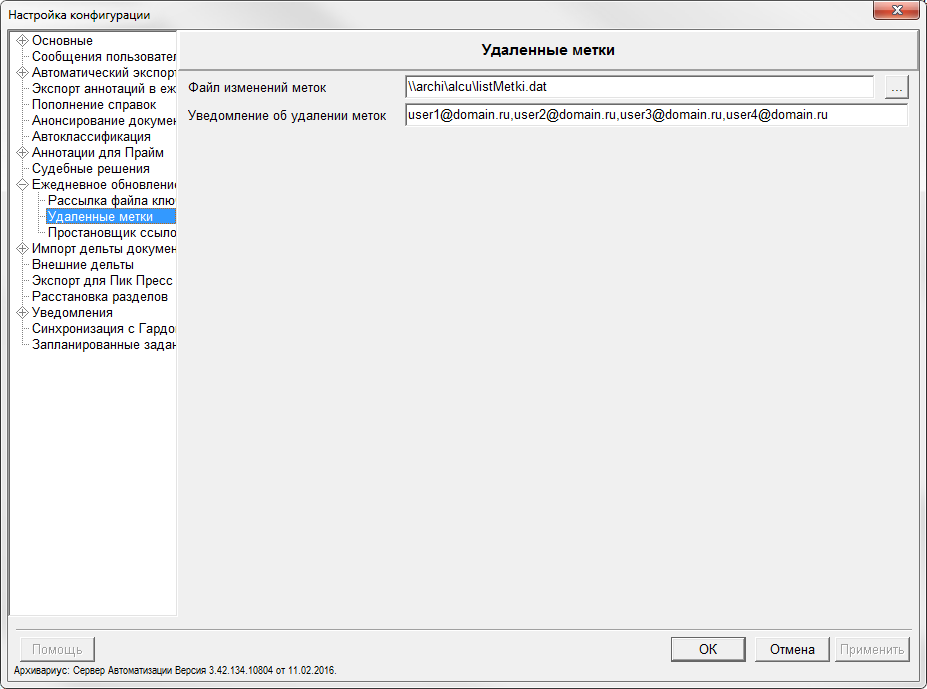 Настройка конфигурации
Основные
Сообщения пользовател
Автоматический экспорт
Экспорт аннотаций в еж
Пополнение справок
Анонсирование докумен
Автоклассификация
Аннотации для Прайм
Судебные решения
Ежедневное обновлени
Рассылка файла клю
Удаленные метки
Простановщик ссыло
Импорт дельты докумен
Внешние дельты
Экспорт для Пик Пресс
Расстановка разделов
Уведомления
Синхронизация с Гардо
Запланированные задан
Удаленные метки
Файл изменений меток \\archi\alcu\listMetki.dat ...
Уведомление об удалении меток user1@domain.ru,user2@domain.ru,user3@domain.ru,user4@domain.ru
Помощь OK Отмена Применить
Архивариус: Сервер Автоматизации Версия 3.42.134.10804 от 11.02.2016.